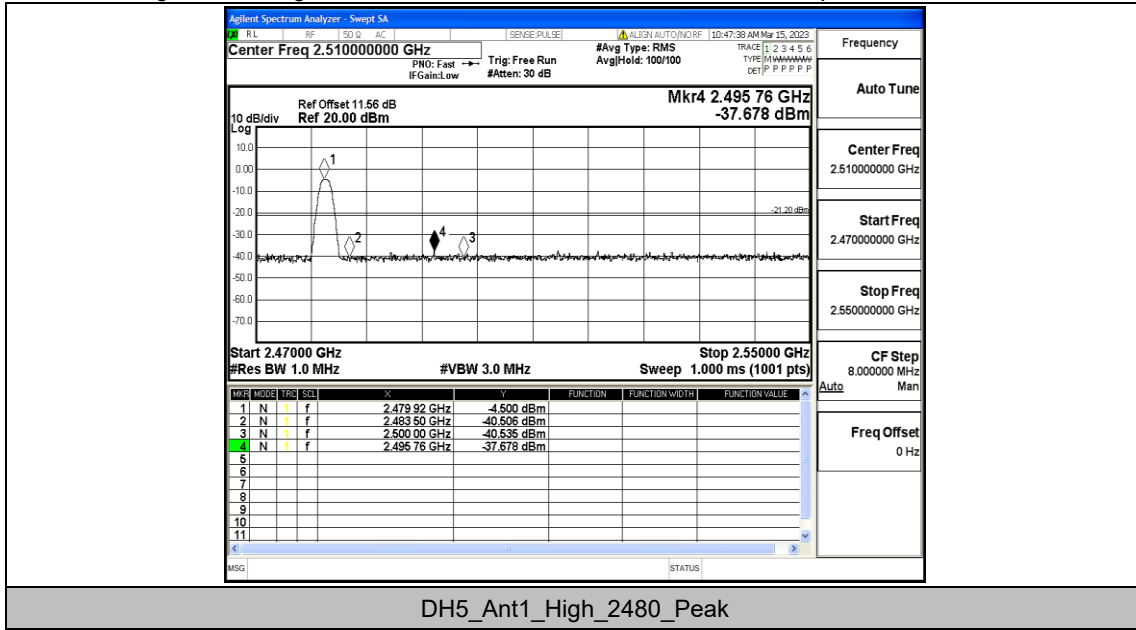 Agilent Spectrum Analyzer - Swept SA
RL RF 50 Ω AC SENSE:PULSE ALIGN AUTO/NO RF 10:47:38 AM Mar 15, 2023
Center Freq 2.510000000 GHz #Avg Type: RMS TRACE 1 2 3 4 5 6
PNO: Fast Trig: Free Run Avg|Hold: 100/100 TYPE M
IFGain:Low #Atten: 30 dB DET P P P P P P
Frequency
Auto Tune
Ref Offset 11.56 dB Mkr4 2.495 76 GHz
10 dB/div Ref 20.00 dBm -37.678 dBm
Log
10.0
0.00
-10.0
-20.0
-30.0
-40.0
-50.0
-60.0
-70.0
1
2
4
3
-21.20 dBm
Center Freq
2.510000000 GHz
Start Freq
2.470000000 GHz
Stop Freq
2.550000000 GHz
Start 2.47000 GHz Stop 2.55000 GHz
#Res BW 1.0 MHz #VBW 3.0 MHz Sweep 1.000 ms (1001 pts)
CF Step
8.000000 MHz
Auto Man
MKR MODE TRC SCL X Y FUNCTION FUNCTION WIDTH FUNCTION VALUE
1 N 1 f 2.479 92 GHz -4.500 dBm
2 N 1 f 2.483 50 GHz -40.506 dBm
3 N 1 f 2.500 00 GHz -40.535 dBm
4 N 1 f 2.495 76 GHz -37.678 dBm
5
6
7
8
9
10
11
Freq Offset
0 Hz
MSG STATUS
DH5_Ant1_High_2480_Peak